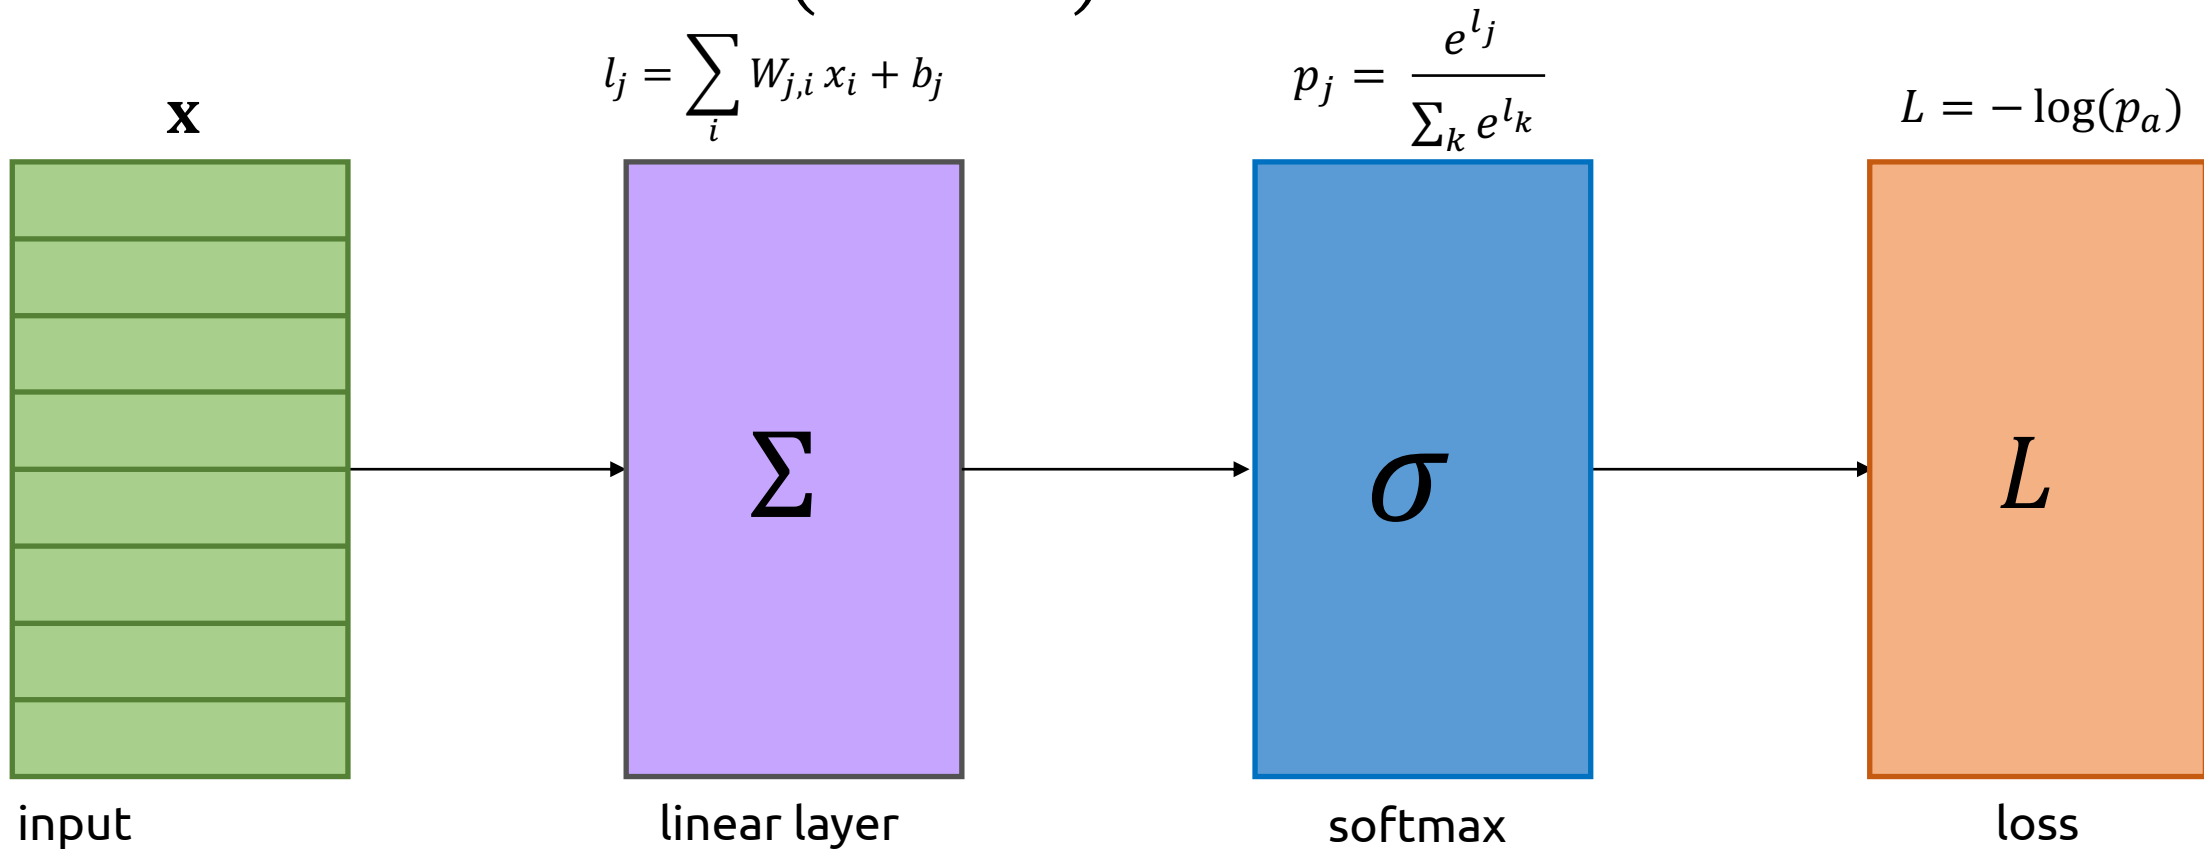 ( )
x
l_j = ∑_i W_{j,i} x_i + b_j
p_j = e^{l_j} / ∑_k e^{l_k}
L = − log(p_a)
Σ
σ
L
input
linear layer
softmax
loss